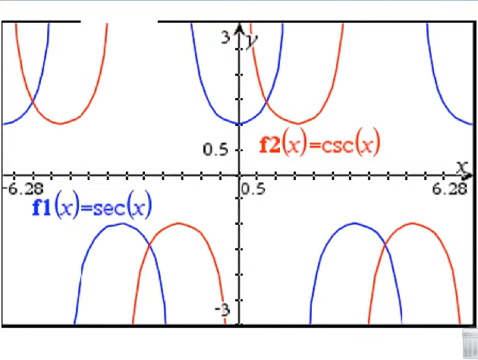 3 y
0.5 f2(x)=csc(x)
x
-6.28 0.5 6.28
f1(x)=sec(x)
-3